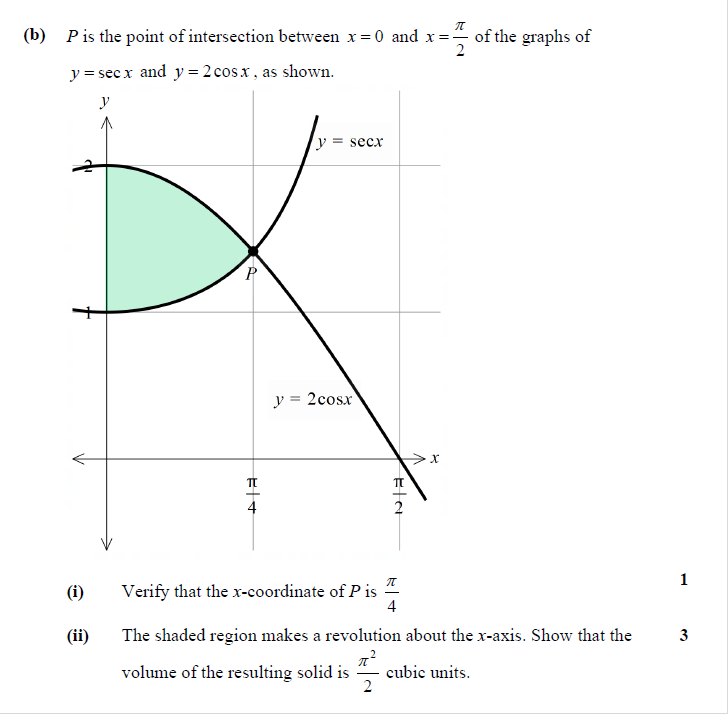 (b) P is the point of intersection between x = 0 and x = π/2 of the graphs of
y = sec x and y = 2 cos x, as shown.
y
y = secx
2
P
1
y = 2cosx
x
π/4
π/2
(i) Verify that the x-coordinate of P is π/4 1
(ii) The shaded region makes a revolution about the x-axis. Show that the 3
volume of the resulting solid is π²/2 cubic units.